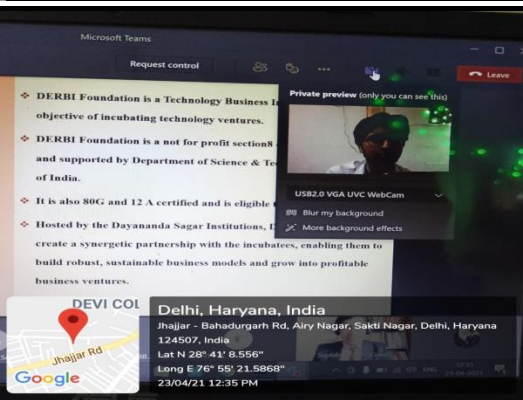 Microsoft Teams
Request control
Leave
Private preview (only you can see this)
USB2.0 VGA UVC WebCam
Blur my background
More background effects
❖ DERBI Foundation is a Technology Business
objective of incubating technology ventures.
❖ DERBI Foundation is a not for profit section8
and supported by Department of Science &
of India.
❖ It is also 80G and 12 A certified and is eligible
❖ Hosted by the Dayananda Sagar Institutions,
create a synergetic partnership with the incubatees, enabling them to
build robust, sustainable business models and grow into profitable
business ventures.
DEVI COL
Jhajjar Rd
Google
Delhi, Haryana, India
Jhajjar - Bahadurgarh Rd, Airy Nagar, Sakti Nagar, Delhi, Haryana
124507, India
Lat N 28° 41' 8.556"
Long E 76° 55' 21.5868"
23/04/21 12:35 PM
ENG
12:35
23-04-2021